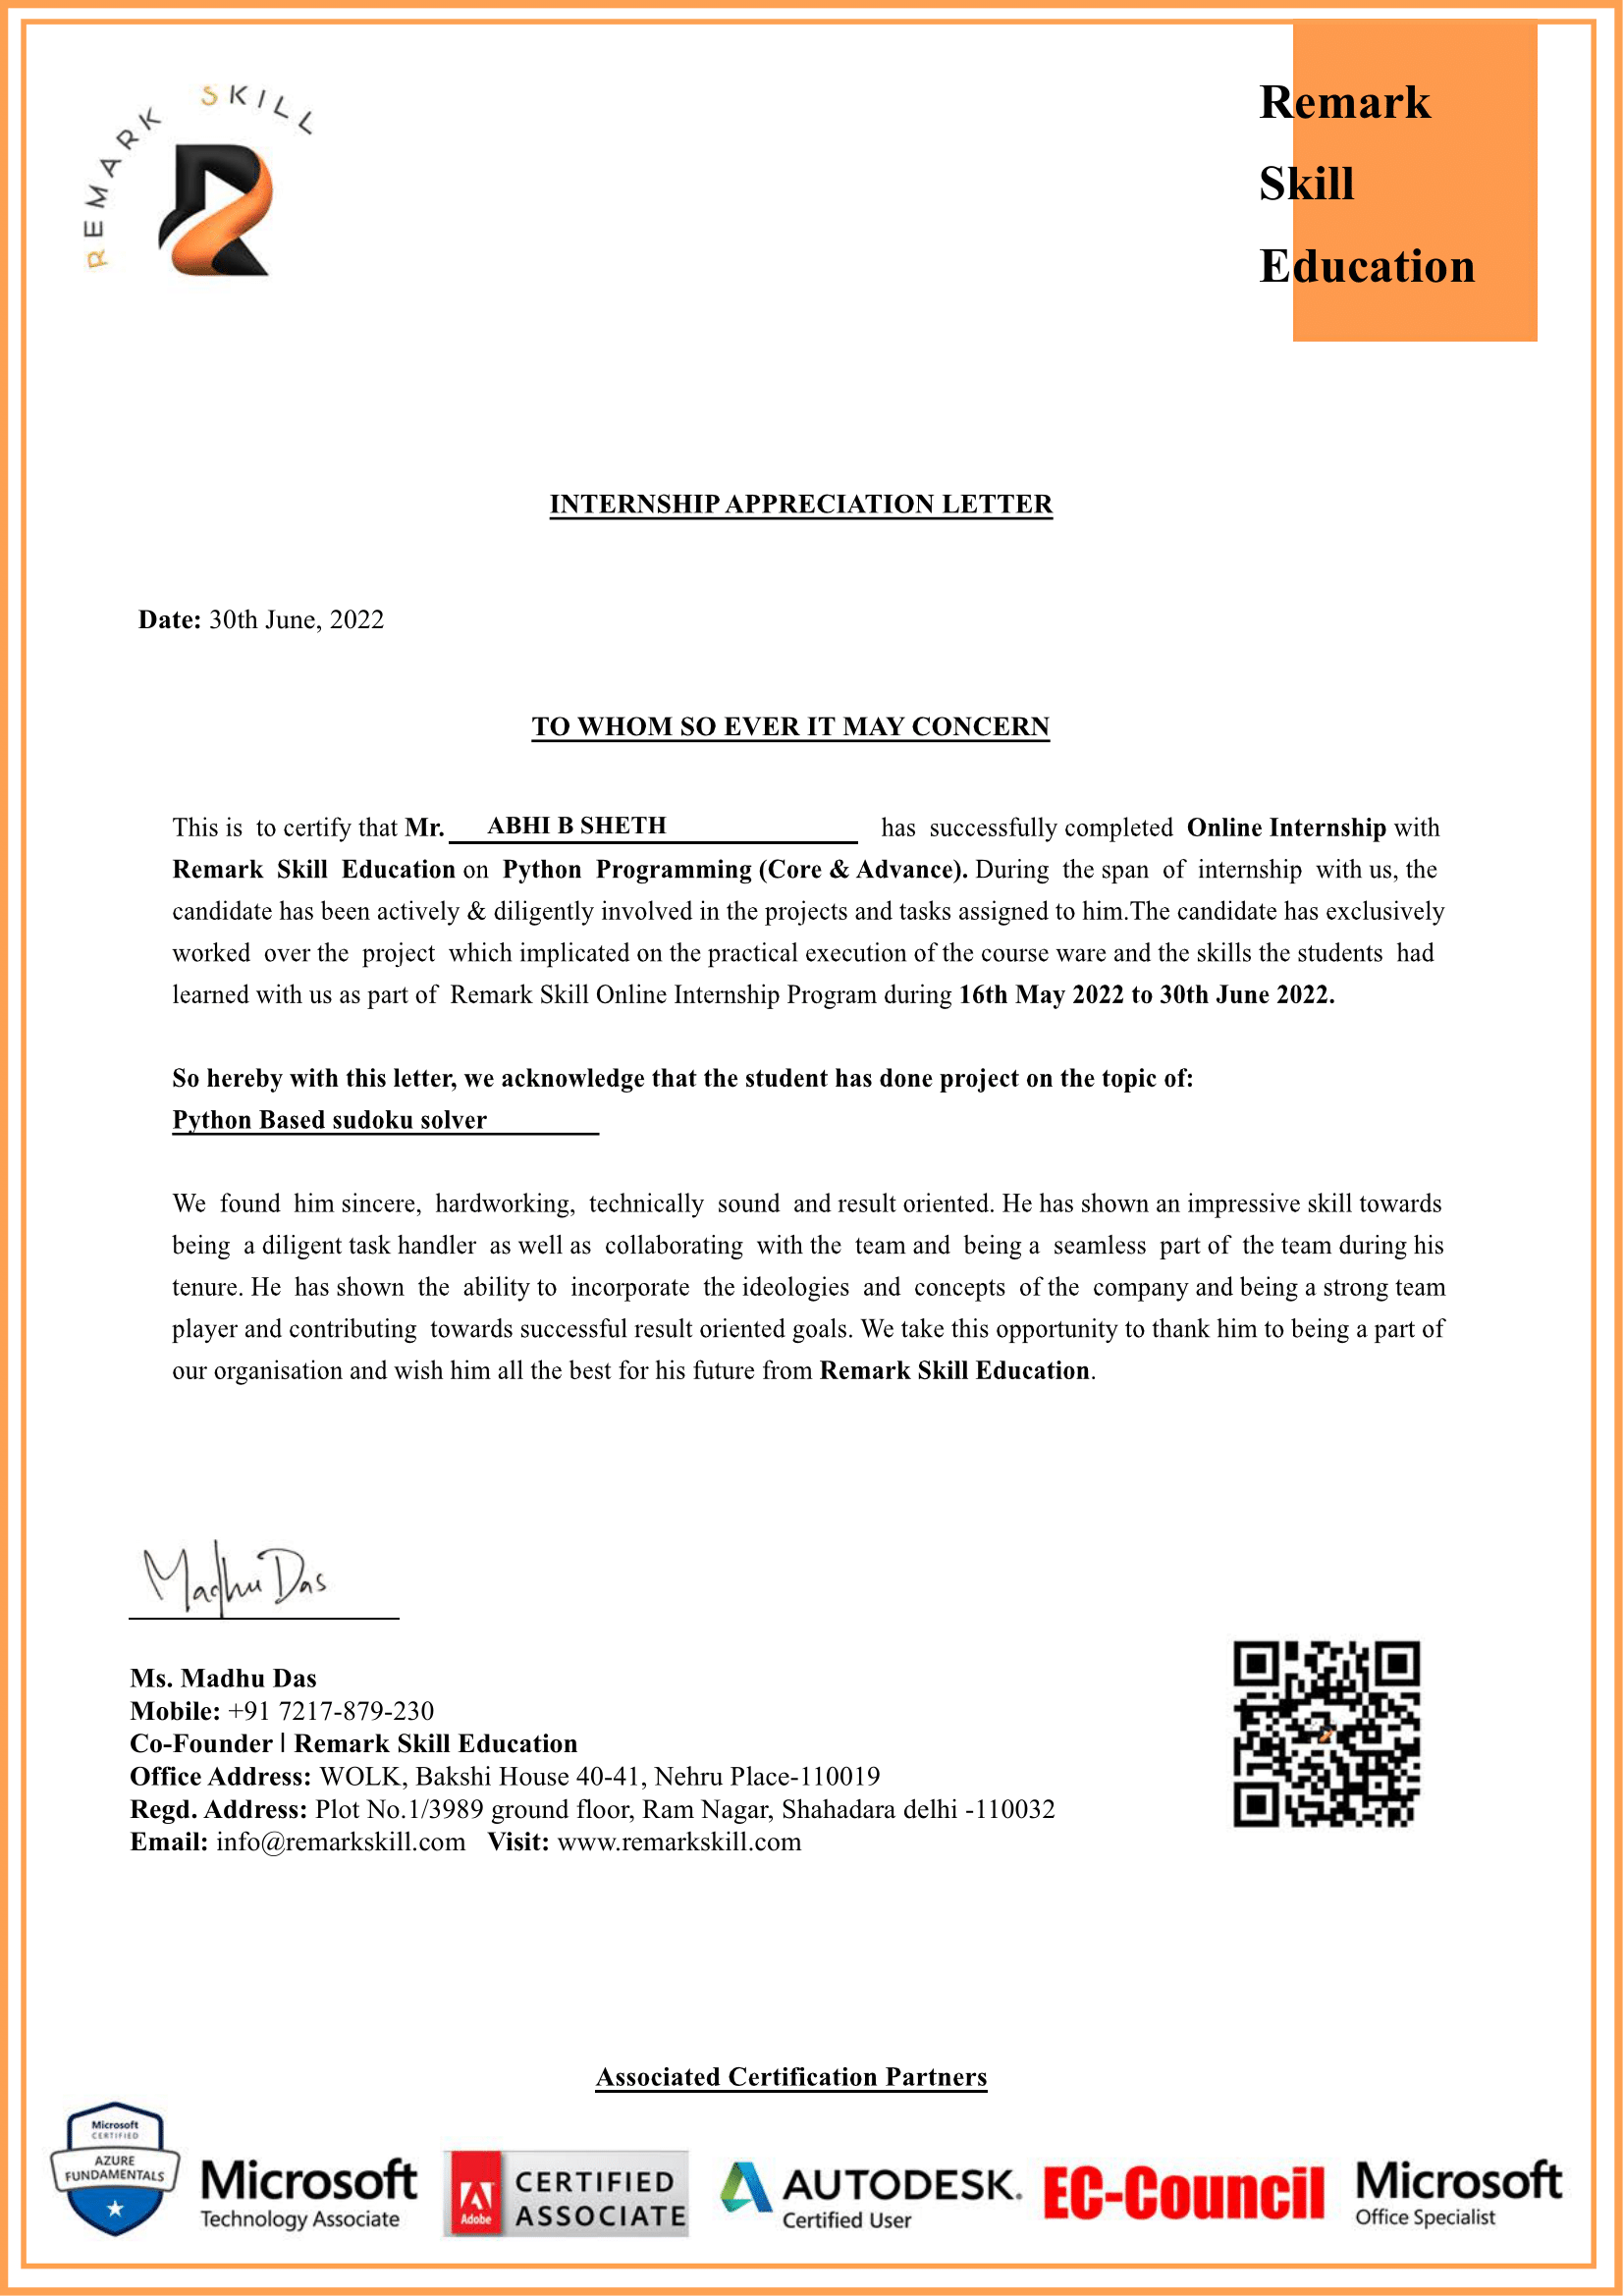 REMARK SKILL
Remark
Skill
Education
INTERNSHIP APPRECIATION LETTER
Date: 30th June, 2022
TO WHOM SO EVER IT MAY CONCERN
This is to certify that Mr. ABHI B SHETH has successfully completed Online Internship with
Remark Skill Education on Python Programming (Core & Advance). During the span of internship with us, the
candidate has been actively & diligently involved in the projects and tasks assigned to him.The candidate has exclusively
worked over the project which implicated on the practical execution of the course ware and the skills the students had
learned with us as part of Remark Skill Online Internship Program during 16th May 2022 to 30th June 2022.
So hereby with this letter, we acknowledge that the student has done project on the topic of:
Python Based sudoku solver
We found him sincere, hardworking, technically sound and result oriented. He has shown an impressive skill towards
being a diligent task handler as well as collaborating with the team and being a seamless part of the team during his
tenure. He has shown the ability to incorporate the ideologies and concepts of the company and being a strong team
player and contributing towards successful result oriented goals. We take this opportunity to thank him to being a part of
our organisation and wish him all the best for his future from Remark Skill Education.
Madhu Das
Ms. Madhu Das
Mobile: +91 7217-879-230
Co-Founder | Remark Skill Education
Office Address: WOLK, Bakshi House 40-41, Nehru Place-110019
Regd. Address: Plot No.1/3989 ground floor, Ram Nagar, Shahadara delhi -110032
Email: info@remarkskill.com Visit: www.remarkskill.com
Associated Certification Partners
Microsoft
CERTIFIED
AZURE
FUNDAMENTALS
Microsoft
Technology Associate
Adobe
CERTIFIED
ASSOCIATE
AUTODESK.
Certified User
EC-Council
Microsoft
Office Specialist